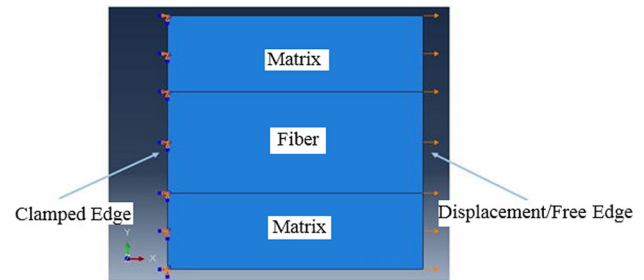 Matrix
Fiber
Clamped Edge
Displacement/Free Edge
Matrix
Y
X